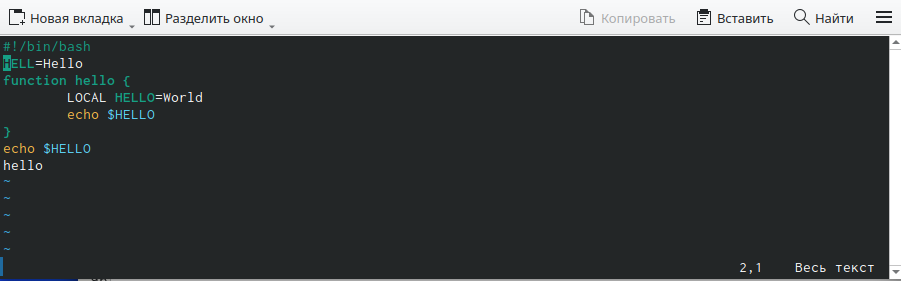 Новая вкладка Разделить окно Копировать Вставить Найти
#!/bin/bash
HELL=Hello
function hello {
LOCAL HELLO=World
echo $HELLO
}
echo $HELLO
hello
~
~
~
~
~
2,1 Весь текст